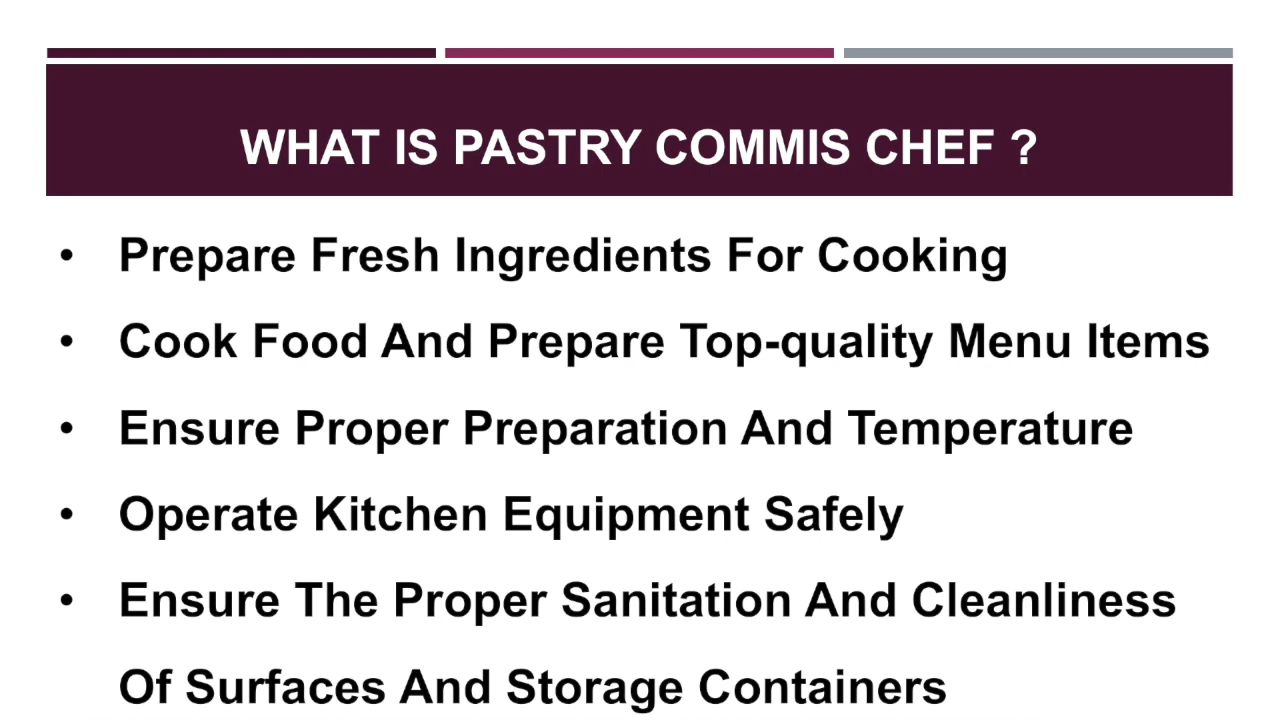 WHAT IS PASTRY COMMIS CHEF ?
• Prepare Fresh Ingredients For Cooking
• Cook Food And Prepare Top-quality Menu Items
• Ensure Proper Preparation And Temperature
• Operate Kitchen Equipment Safely
• Ensure The Proper Sanitation And Cleanliness
Of Surfaces And Storage Containers